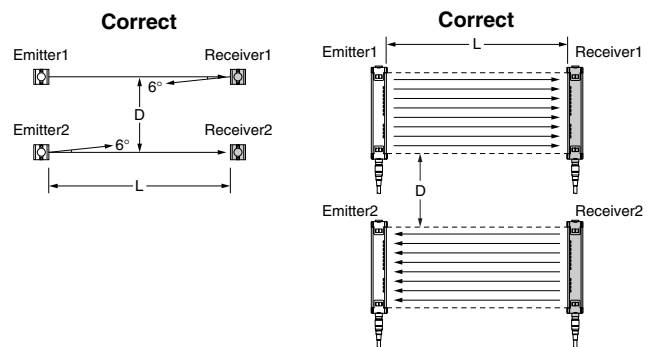 Correct
Emitter1 Receiver1
6°
D
Emitter2 Receiver2
6°
L
Correct
Emitter1 L Receiver1
D
Emitter2 Receiver2